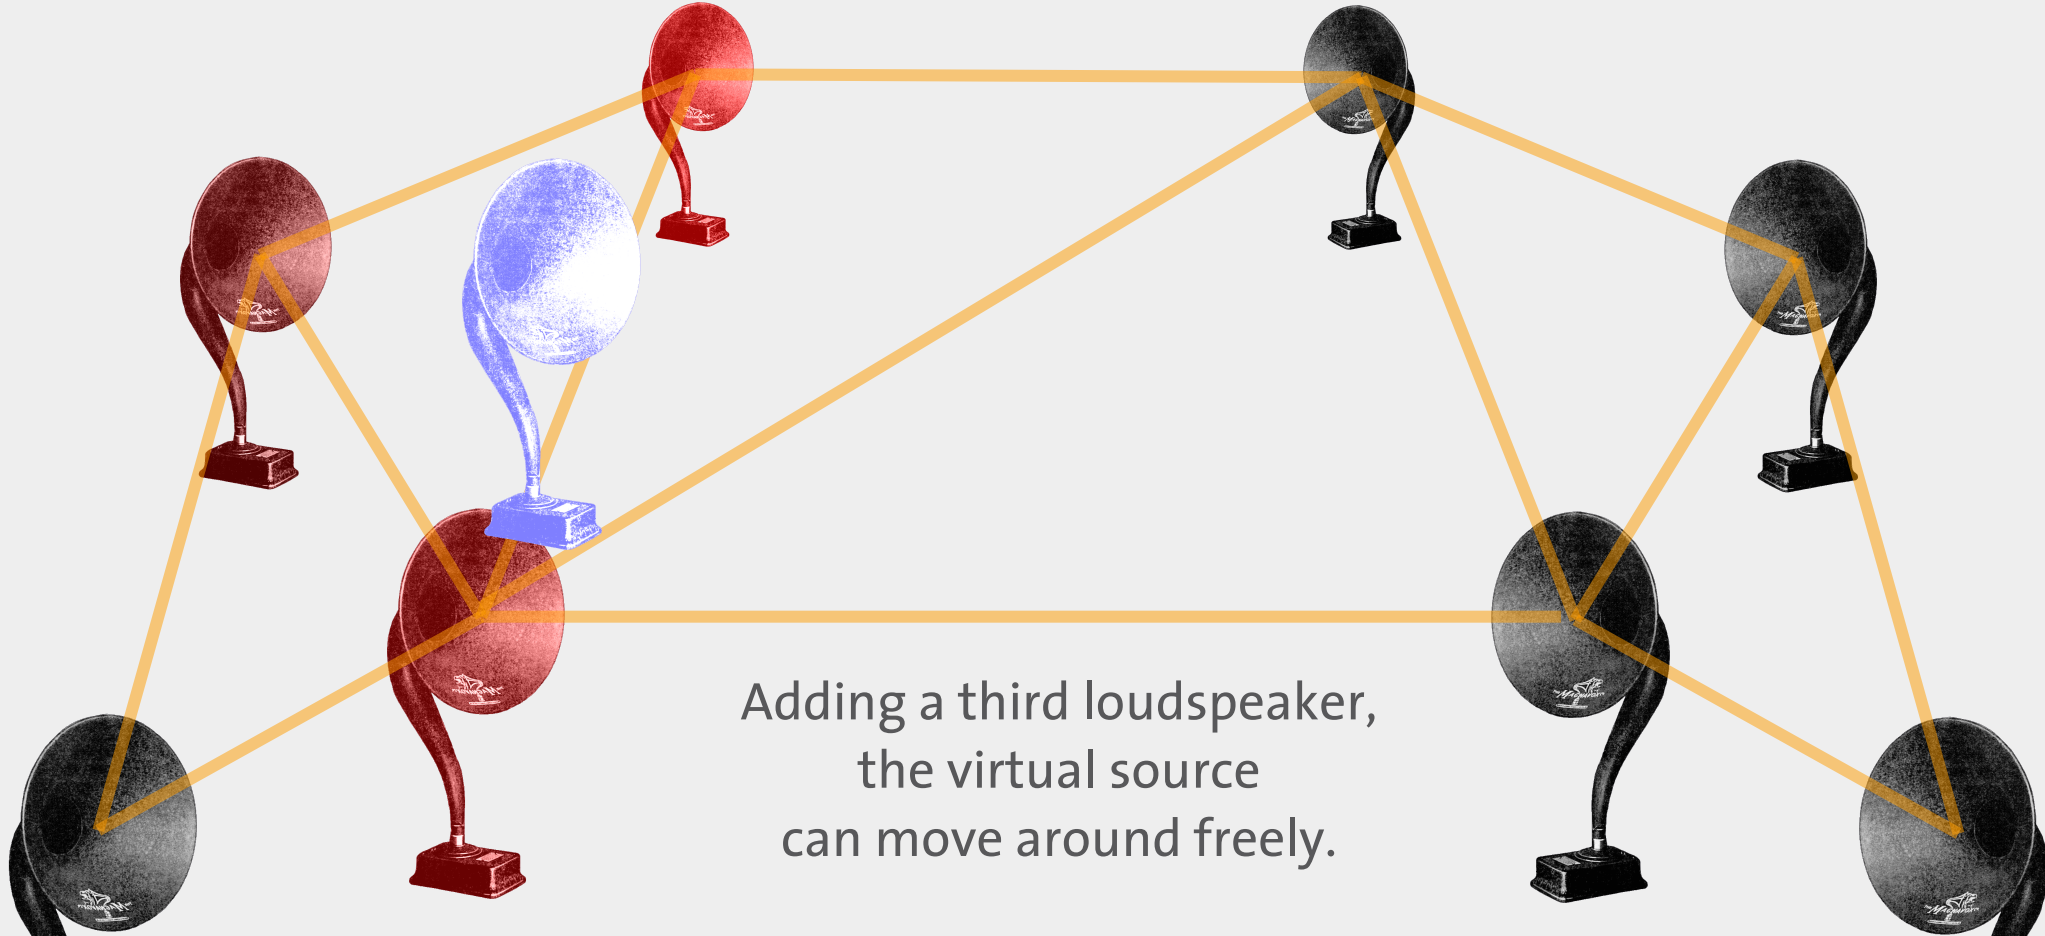 Adding a third loudspeaker,
the virtual source
can move around freely.